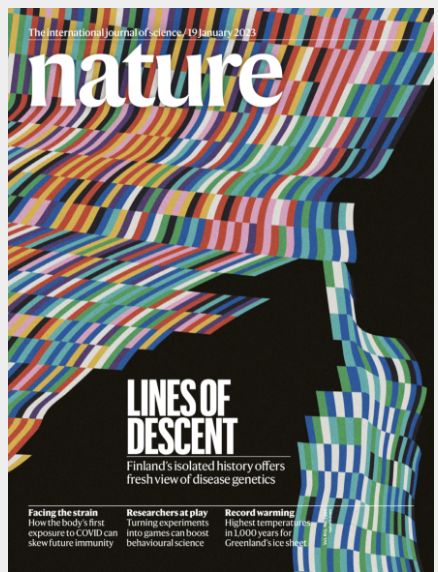 The international journal of science / 19 January 2023
nature
LINES OF
DESCENT
Finland's isolated history offers
fresh view of disease genetics
Facing the strain
How the body's first
exposure to COVID can
skew future immunity
Researchers at play
Turning experiments
into games can boost
behavioural science
Record warming
Highest temperatures
in 1,000 years for
Greenland's ice sheet